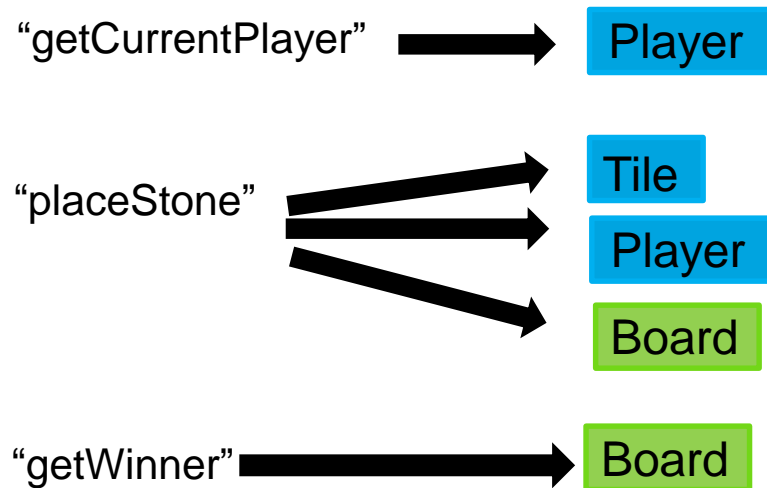 “getCurrentPlayer” Player
“placeStone” Tile
Player
Board
“getWinner” Board